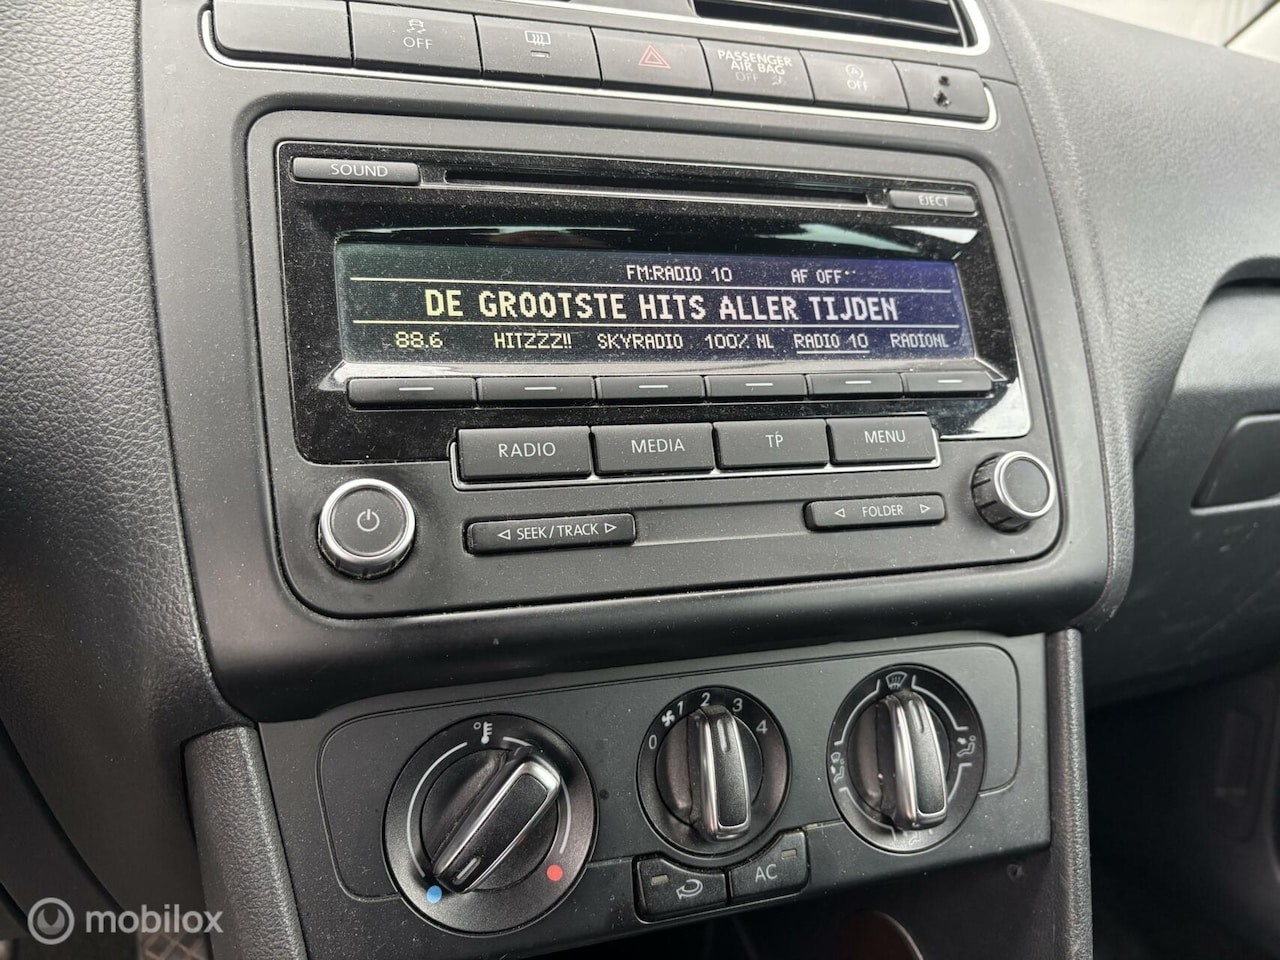 OFF
PASSENGER
AIR BAG
OFF
A
OFF
SOUND
EJECT
FM:RADIO 10 AF OFF
DE GROOTSTE HITS ALLER TIJDEN
88.6 HITZZZ!! SKYRADIO 100% NL RADIO 10 RADIONL
RADIO MEDIA TP MENU
SEEK/TRACK FOLDER
0 1 2 3 4
AC
mobilox